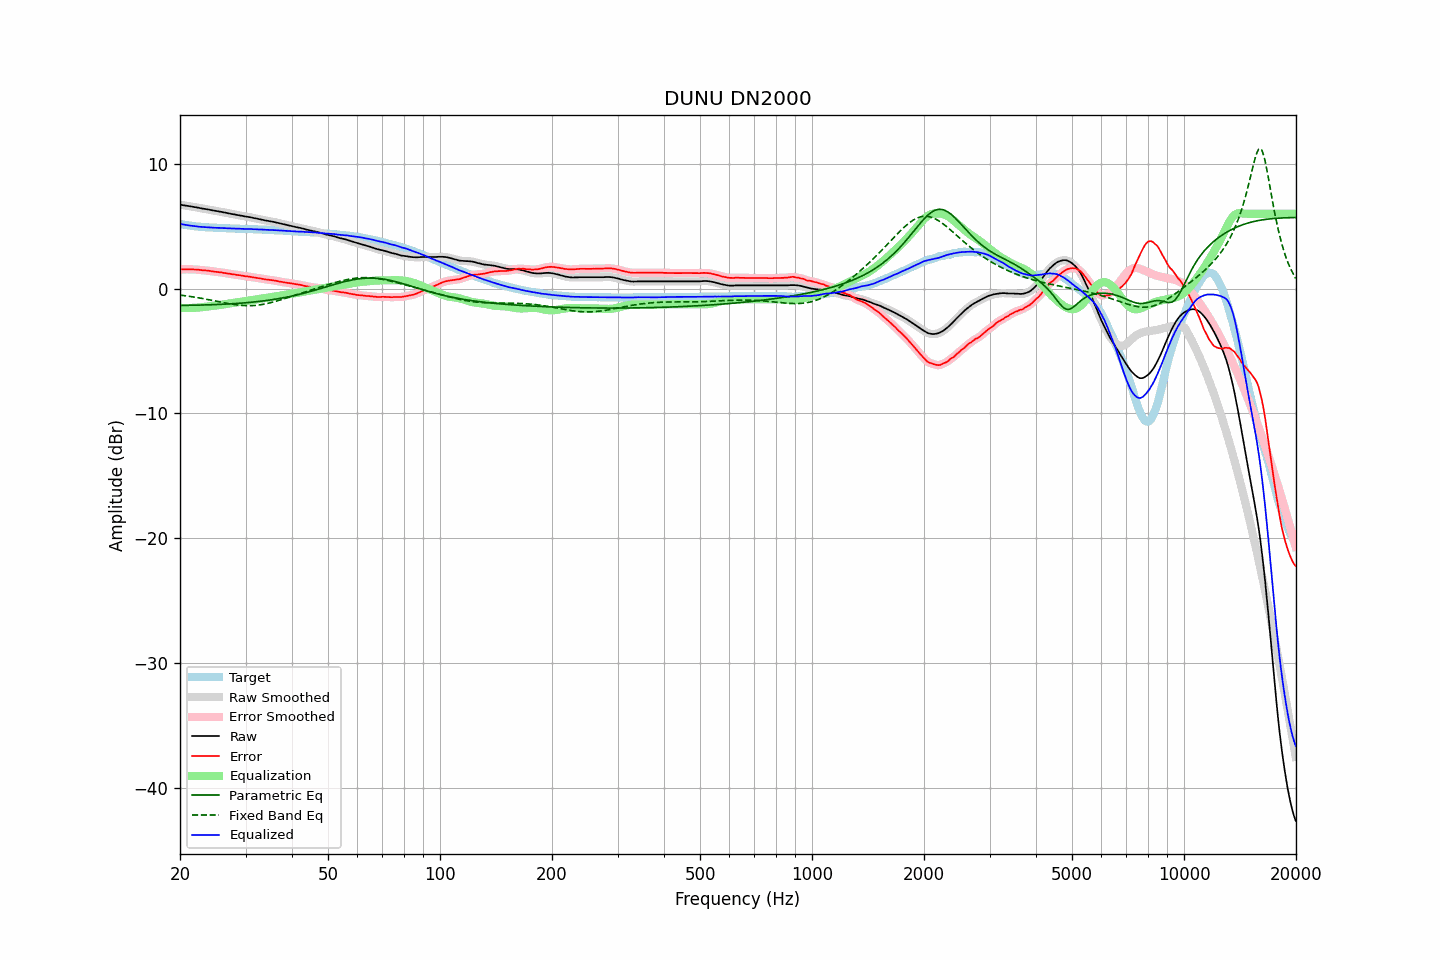 DUNU DN2000
Amplitude (dBr)
10
0
−10
−20
−30
−40
Target
Raw Smoothed
Error Smoothed
Raw
Error
Equalization
Parametric Eq
Fixed Band Eq
Equalized
20 50 100 200 500 1000 2000 5000 10000 20000
Frequency (Hz)